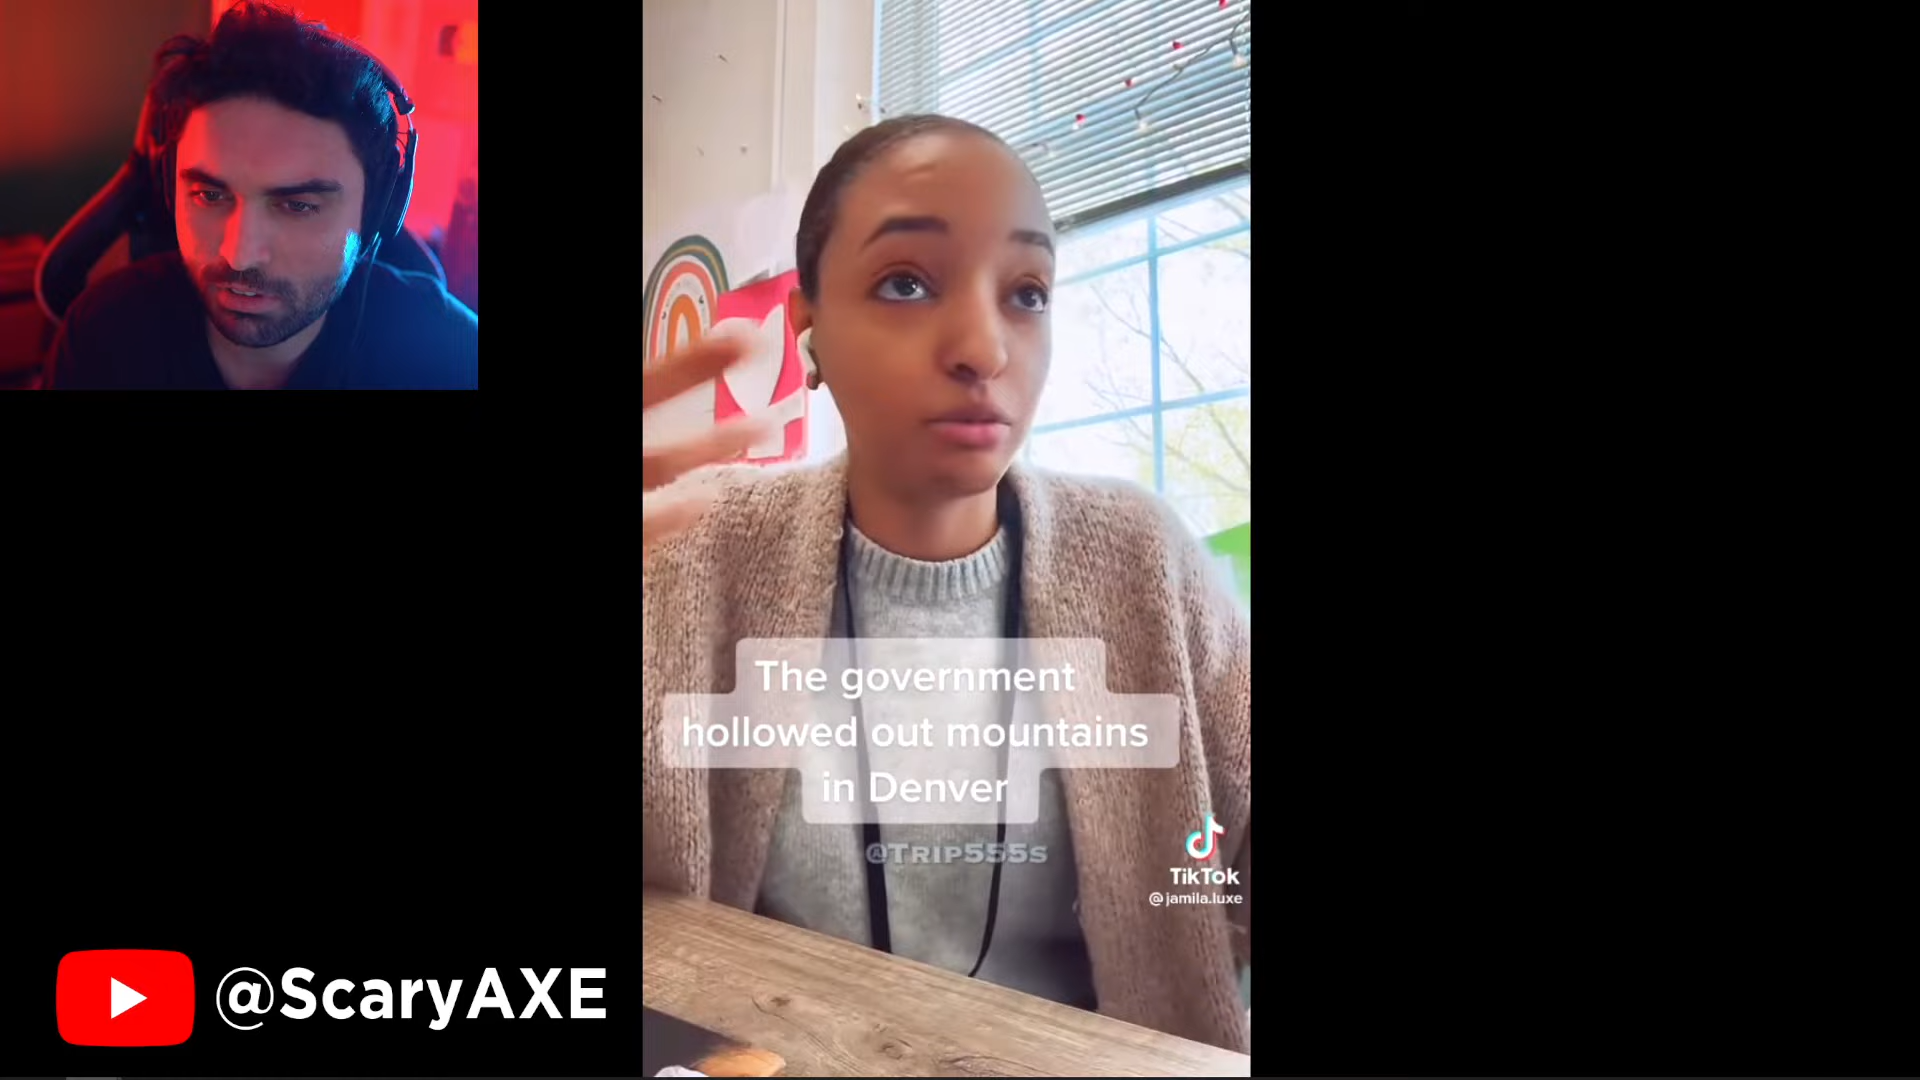 The government
hollowed out mountains
in Denver
@TRIP555S
TikTok
@jamila.luxe
@ScaryAXE